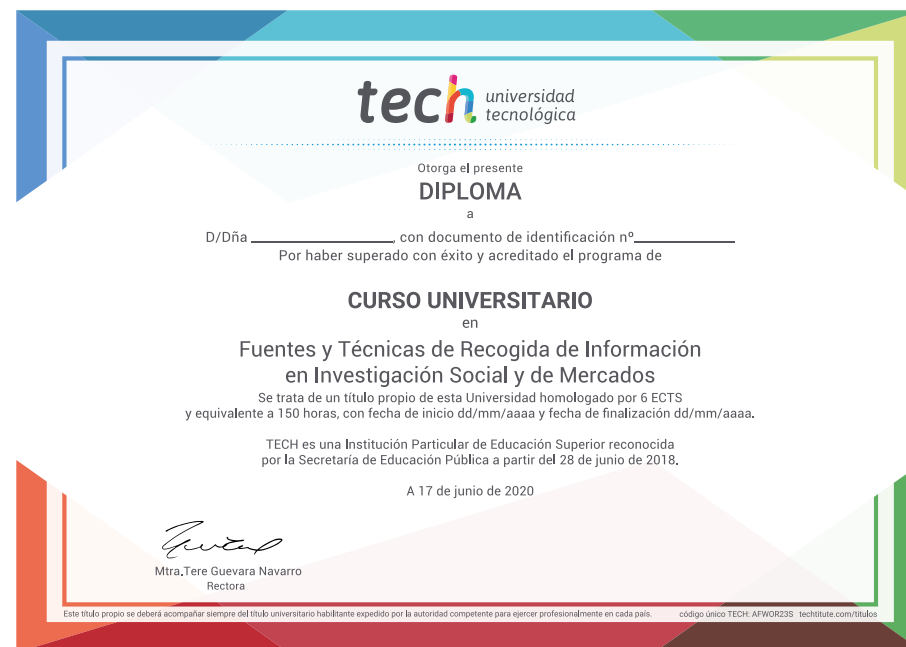 tech universidad
tecnológica
Otorga el presente
DIPLOMA
a
D/Dña ____________________, con documento de identificación nº______________
Por haber superado con éxito y acreditado el programa de
CURSO UNIVERSITARIO
en
Fuentes y Técnicas de Recogida de Información
en Investigación Social y de Mercados
Se trata de un título propio de esta Universidad homologado por 6 ECTS
y equivalente a 150 horas, con fecha de inicio dd/mm/aaaa y fecha de finalización dd/mm/aaaa.
TECH es una Institución Particular de Educación Superior reconocida
por la Secretaría de Educación Pública a partir del 28 de junio de 2018.
A 17 de junio de 2020
Mtra.Tere Guevara Navarro
Rectora
Este título propio se deberá acompañar siempre del título universitario habilitante expedido por la autoridad competente para ejercer profesionalmente en cada país. código único TECH: AFWOR23S techtitute.com/titulos